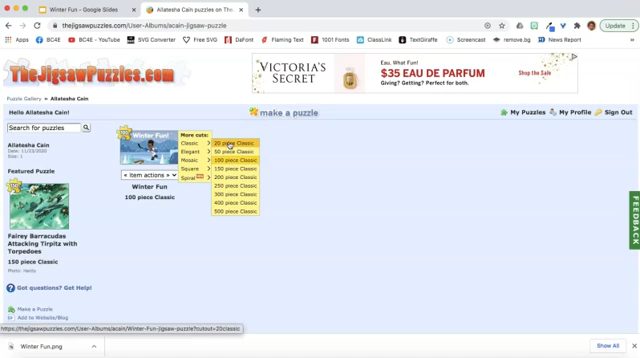 Winter Fun - Google Slides
Allatesha Cain puzzles on The
thejigsawpuzzles.com/User-Albums/acain-jigsaw-puzzle
Update
Apps
BC4E
BC4E - YouTube
SVG Converter
Free SVG
DaFont
Flaming Text
1001 Fonts
TextGiraffe
Screencast
remove.bg
ClassLink
News Report
TheJigsawPuzzles.com
VICTORIA'S
SECRET
Eau. What Fun!
$35 EAU DE PARFUM
Giving? Getting? Perfect for both.
Shop the Sale
Puzzle Gallery ▸ Allatesha Cain
Hello Allatesha Cain!
make a puzzle
My Puzzles
My Profile
Sign Out
Search for puzzles
Allatesha Cain
Date: 11/23/2020
Size: 1
Featured Puzzle
Fairey Barracudas
Attacking Tirpitz with
Torpedoes
150 piece Classic
Photo: Hanty
Winter Fun!
« item actions »
Winter Fun
100 piece Classic
More cuts:
Classic
Elegant
Mosaic
Square
Spiral
20 piece Classic
50 piece Classic
100 piece Classic
150 piece Classic
200 piece Classic
250 piece Classic
300 piece Classic
400 piece Classic
500 piece Classic
FEEDBACK
Got questions? Get Help!
Make a Puzzle
Add to Website/Blog
https://thejigsawpuzzles.com/User-Albums/acain/Winter-Fun-jigsaw-puzzle?cutout=20classic
Winter Fun.png
Show All